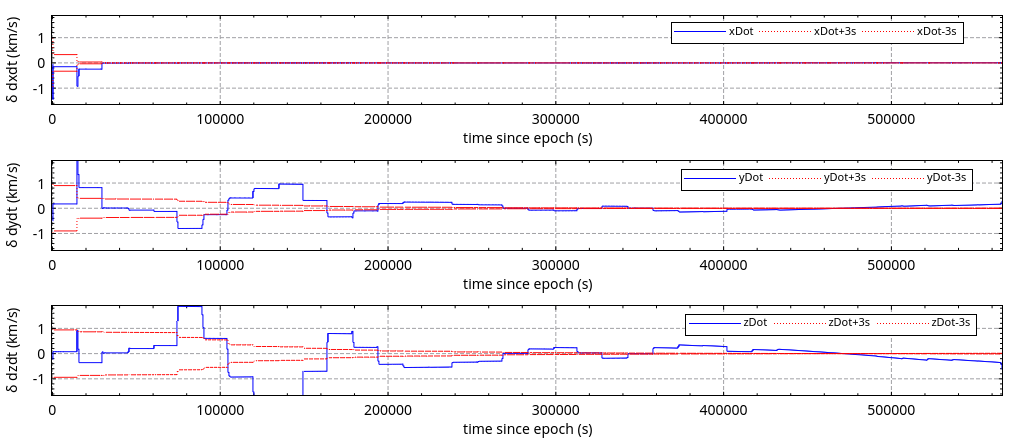 δ dxdt (km/s)
1
0
-1
xDot xDot+3s xDot-3s
0 100000 200000 300000 400000 500000
time since epoch (s)
δ dydt (km/s)
1
0
-1
yDot yDot+3s yDot-3s
0 100000 200000 300000 400000 500000
time since epoch (s)
δ dzdt (km/s)
1
0
-1
zDot zDot+3s zDot-3s
0 100000 200000 300000 400000 500000
time since epoch (s)